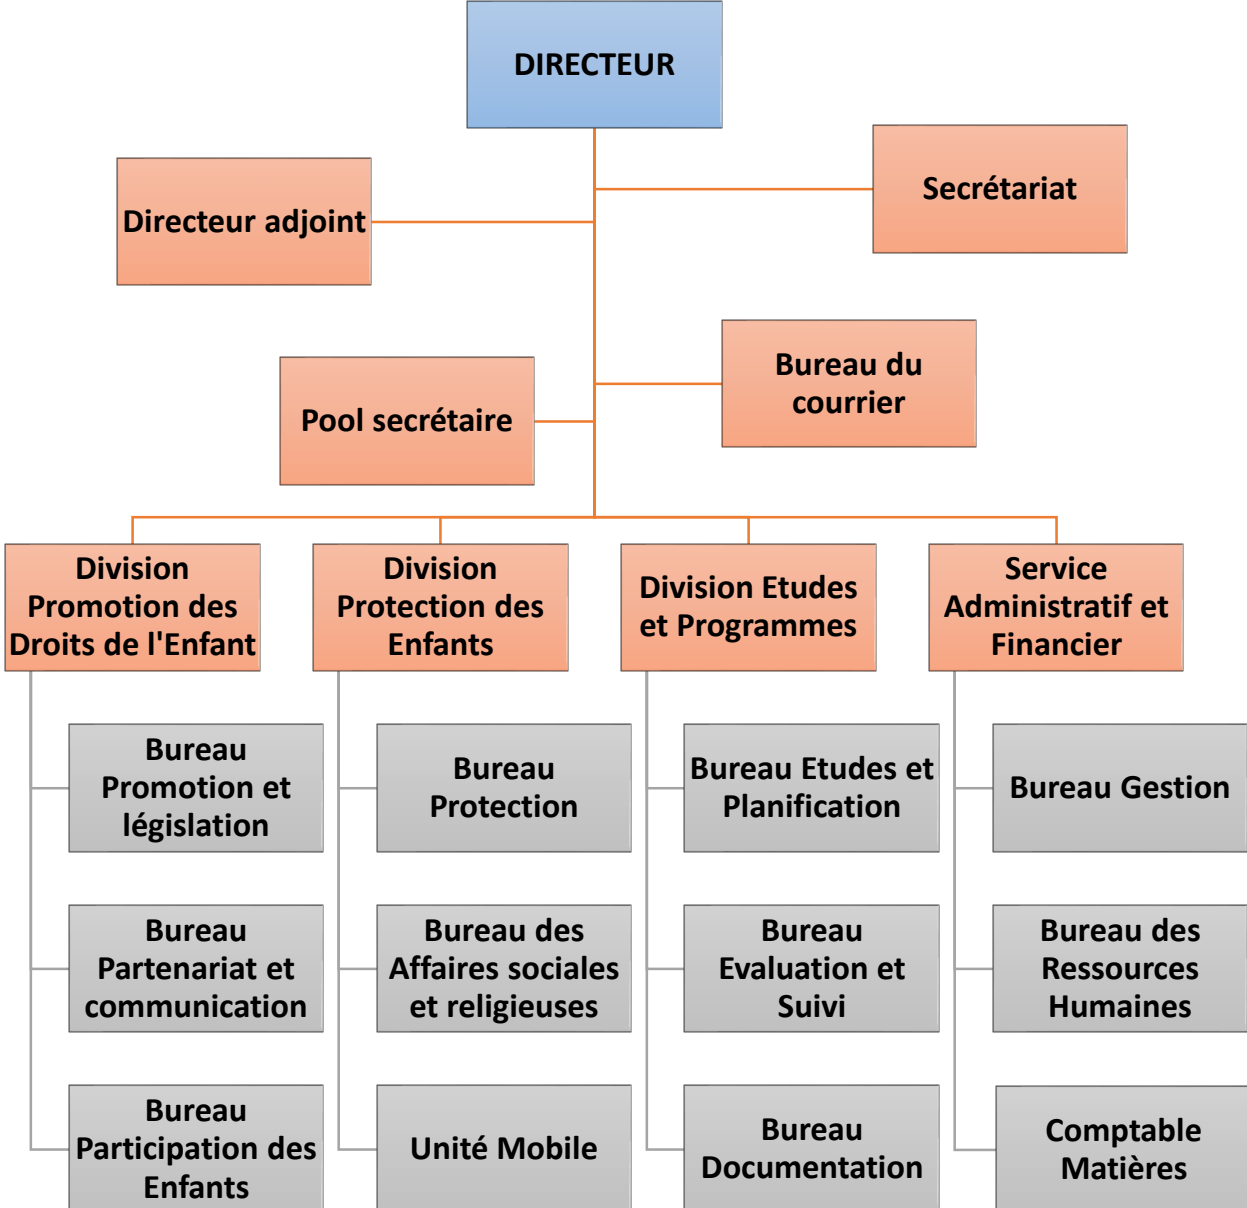 DIRECTEUR
Secrétariat
Directeur adjoint
Bureau du
courrier
Pool secrétaire
Division
Promotion des
Droits de l'Enfant
Division
Protection des
Enfants
Division Etudes
et Programmes
Service
Administratif et
Financier
Bureau
Promotion et
législation
Bureau
Protection
Bureau Etudes et
Planification
Bureau Gestion
Bureau
Partenariat et
communication
Bureau des
Affaires sociales
et religieuses
Bureau
Evaluation et
Suivi
Bureau des
Ressources
Humaines
Bureau
Participation des
Enfants
Unité Mobile
Bureau
Documentation
Comptable
Matières